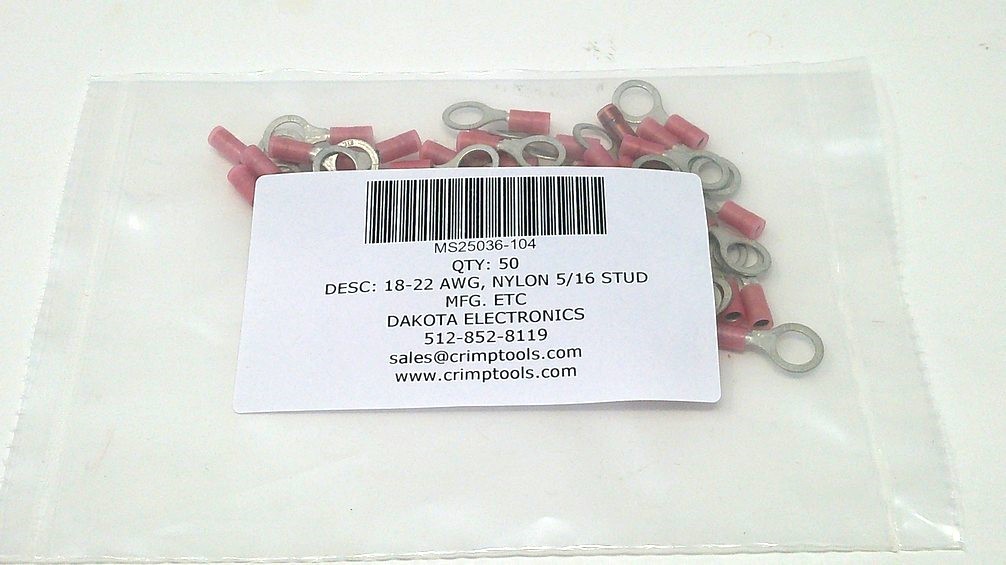 MS25036-104
QTY: 50
DESC: 18-22 AWG, NYLON 5/16 STUD
MFG. ETC
DAKOTA ELECTRONICS
512-852-8119
sales@crimptools.com
www.crimptools.com